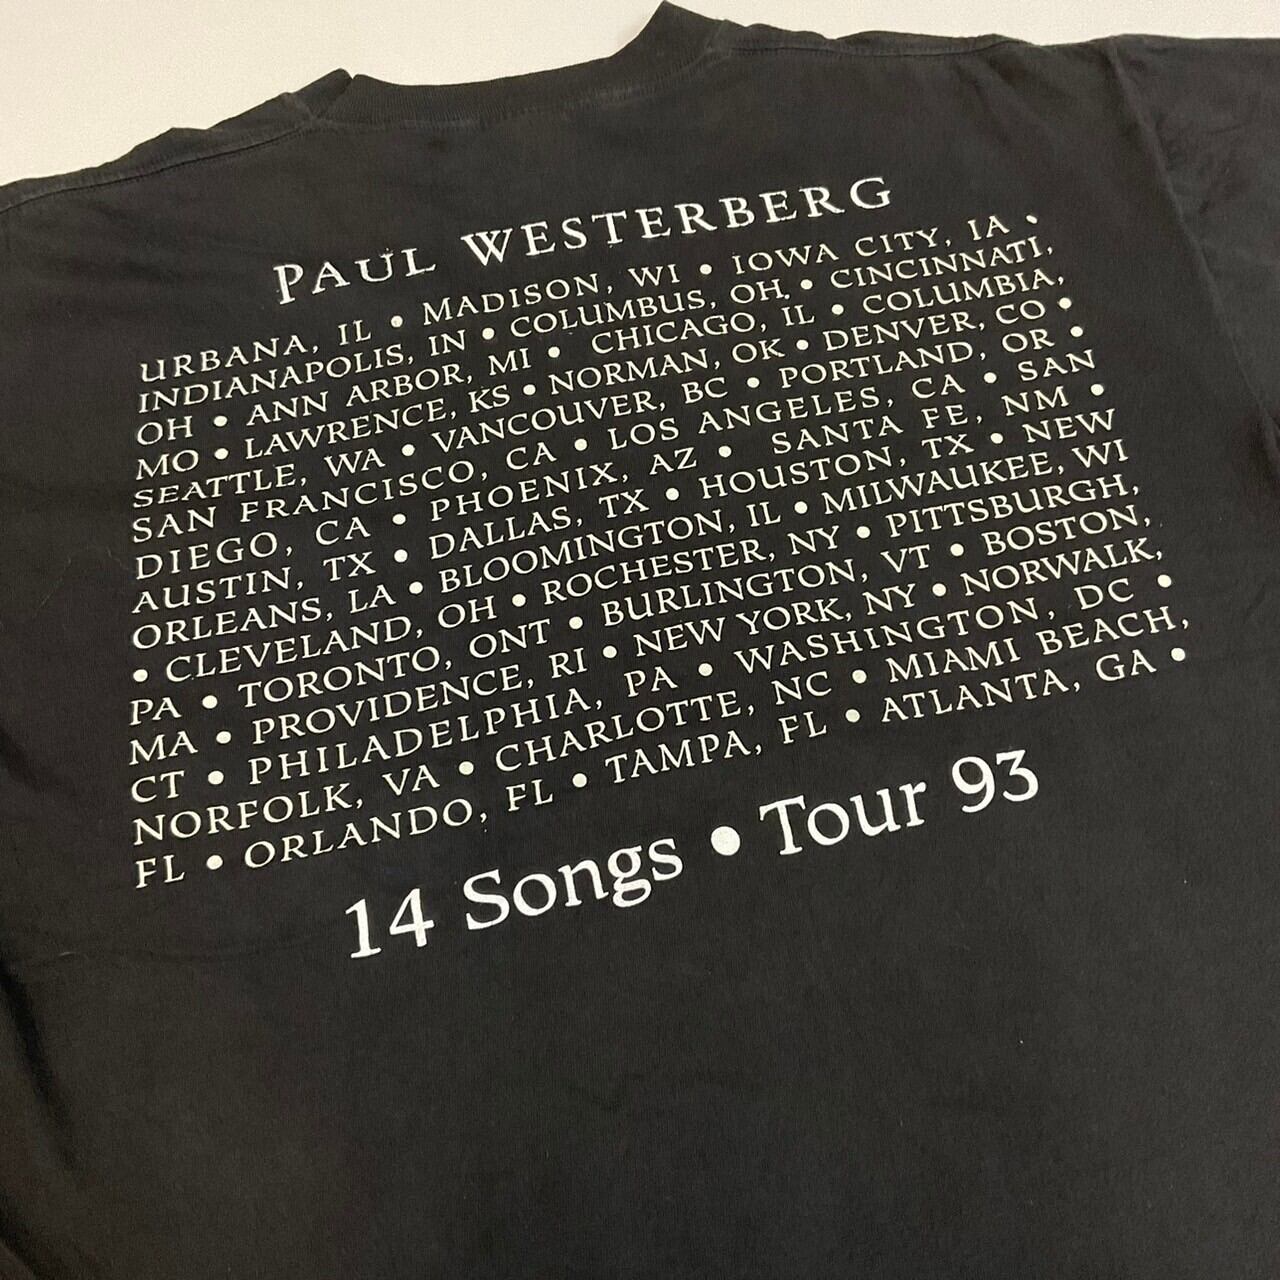 PAUL WESTERBERG
URBANA, IL • MADISON, WI • IOWA CITY, IA •
INDIANAPOLIS, IN • COLUMBUS, OH, • CINCINNATI,
OH • ANN ARBOR, MI • CHICAGO, IL • COLUMBIA,
MO • LAWRENCE, KS • NORMAN, OK • DENVER, CO •
SEATTLE, WA • VANCOUVER, BC • PORTLAND, OR •
SAN FRANCISCO, CA • LOS ANGELES, CA • SAN
DIEGO, CA • PHOENIX, AZ • SANTA FE, NM •
AUSTIN, TX • DALLAS, TX • HOUSTON, TX • NEW
ORLEANS, LA • BLOOMINGTON, IL • MILWAUKEE, WI
• CLEVELAND, OH • ROCHESTER, NY • PITTSBURGH,
PA • TORONTO, ONT • BURLINGTON, VT • BOSTON,
MA • PROVIDENCE, RI • NEW YORK, NY • NORWALK,
CT • PHILADELPHIA, PA • WASHINGTON, DC •
NORFOLK, VA • CHARLOTTE, NC • MIAMI BEACH,
FL • ORLANDO, FL • TAMPA, FL • ATLANTA, GA •
14 Songs • Tour 93